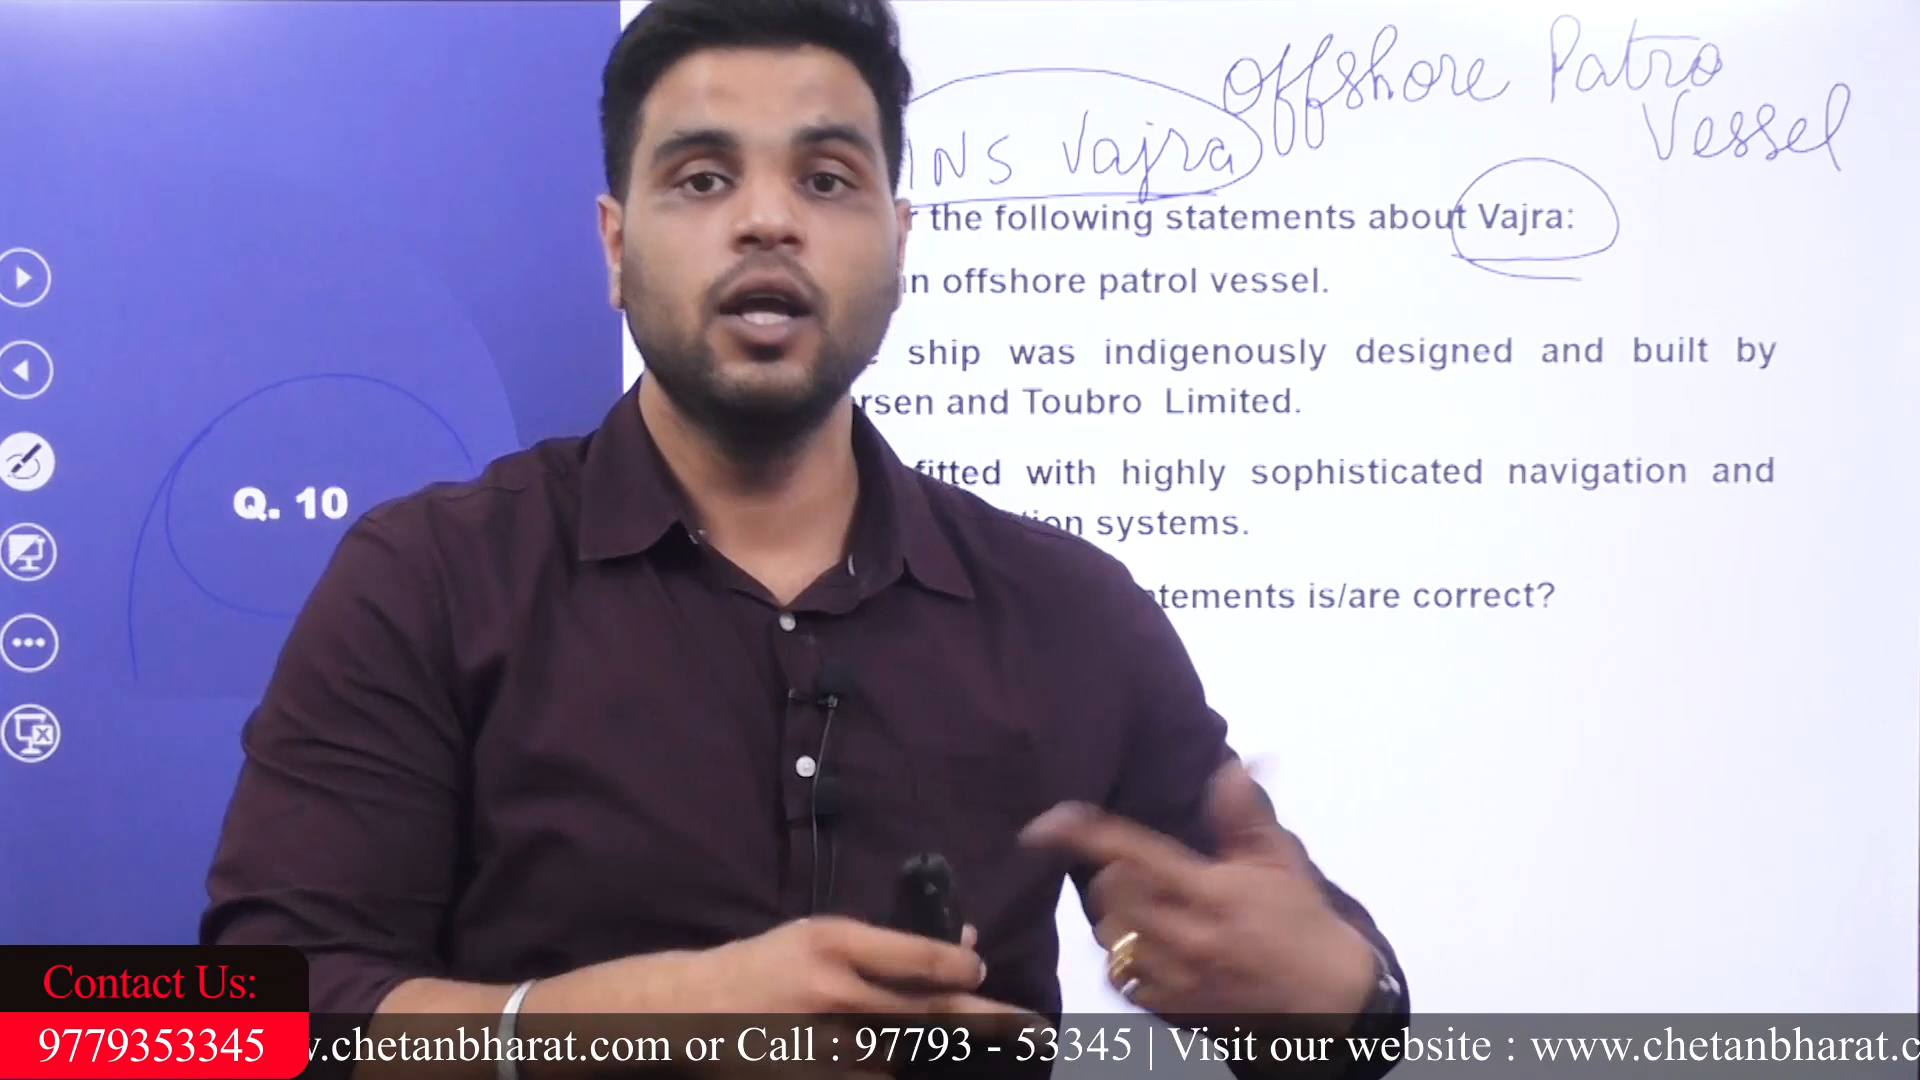 offshore Patro
Vessel
INS Vajra
the following statements about Vajra:
offshore patrol vessel.
ship was indigenously designed and built by
and Toubro Limited.
fitted with highly sophisticated navigation and
systems.
is/are correct?
Q. 10
Contact Us:
9779353345
.chetanbharat.com or Call : 97793 - 53345 | Visit our website : www.chetanbharat.c